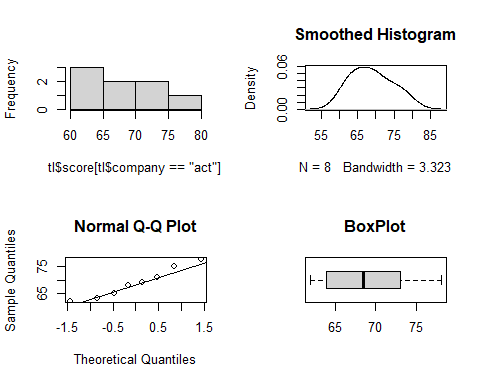 Frequency
0
2
60 65 70 75 80
tl$score[tl$company == "act"]
Smoothed Histogram
Density
0.00
0.06
55 65 75 85
N = 8 Bandwidth = 3.323
Normal Q-Q Plot
Sample Quantiles
65
75
-1.5 -0.5 0.5 1.5
Theoretical Quantiles
BoxPlot
65 70 75